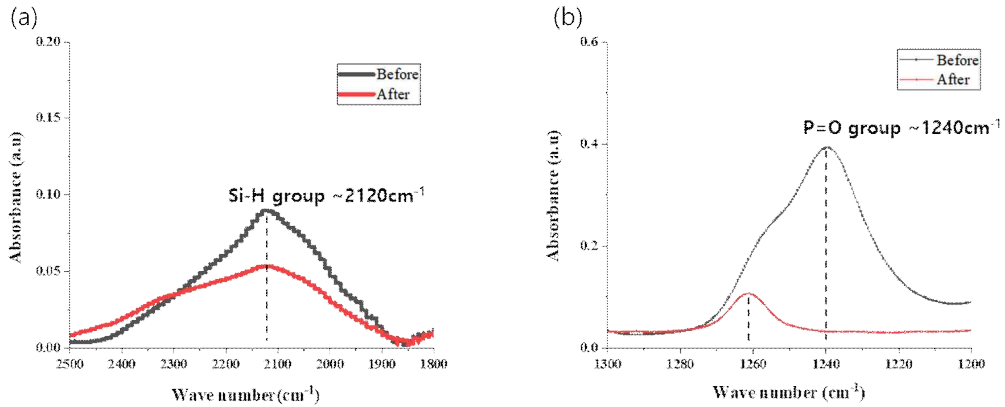 (a)
0.20
0.15
0.10
0.05
0.00
Absorbance (a.u)
Before
After
Si-H group ~2120cm-1
2500 2400 2300 2200 2100 2000 1900 1800
Wave number(cm-1)
(b)
0.6
0.4
0.2
0.0
Absorbance (a.u)
Before
After
P=O group ~1240cm-1
1300 1280 1260 1240 1220 1200
Wave number (cm-1)